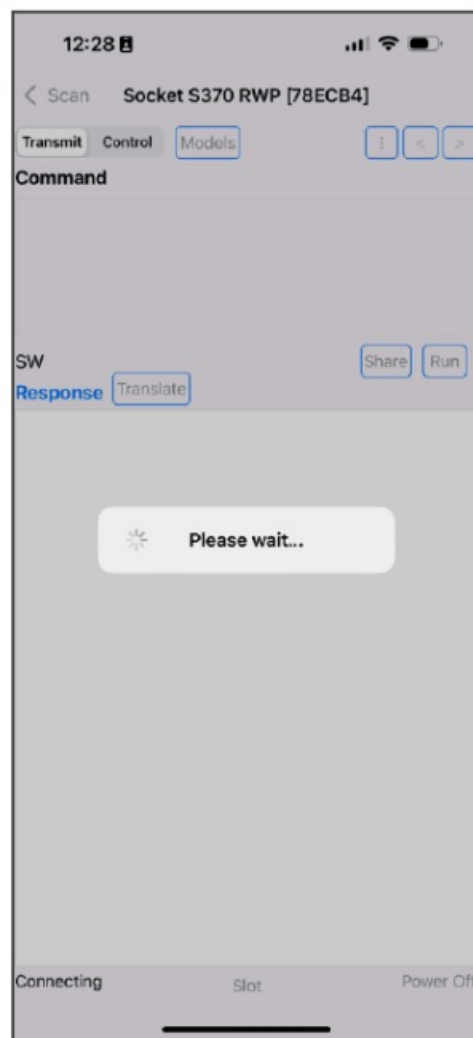 12:28
Scan Socket S370 RWP [78ECB4]
Transmit Control Models ⋮ < >
Command
SW Share Run
Response Translate
Please wait...
Connecting Slot Power Off